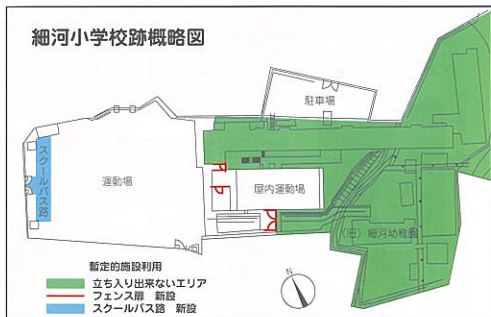 細河小学校跡概略図
駐車場
スクールバス路
運動場
屋内運動場
(旧)細河幼稚園
暫定的施設利用
立ち入り出来ないエリア
フェンス扉 新設
スクールバス路 新設
N